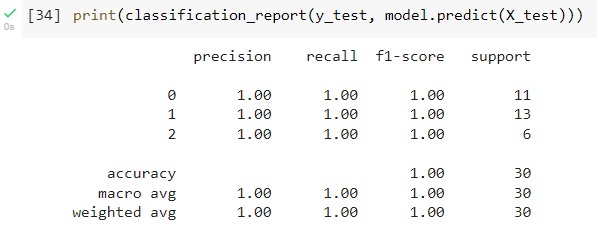 [34] print(classification_report(y_test, model.predict(X_test)))
0s
precision recall f1-score support
0 1.00 1.00 1.00 11
1 1.00 1.00 1.00 13
2 1.00 1.00 1.00 6
accuracy 1.00 30
macro avg 1.00 1.00 1.00 30
weighted avg 1.00 1.00 1.00 30